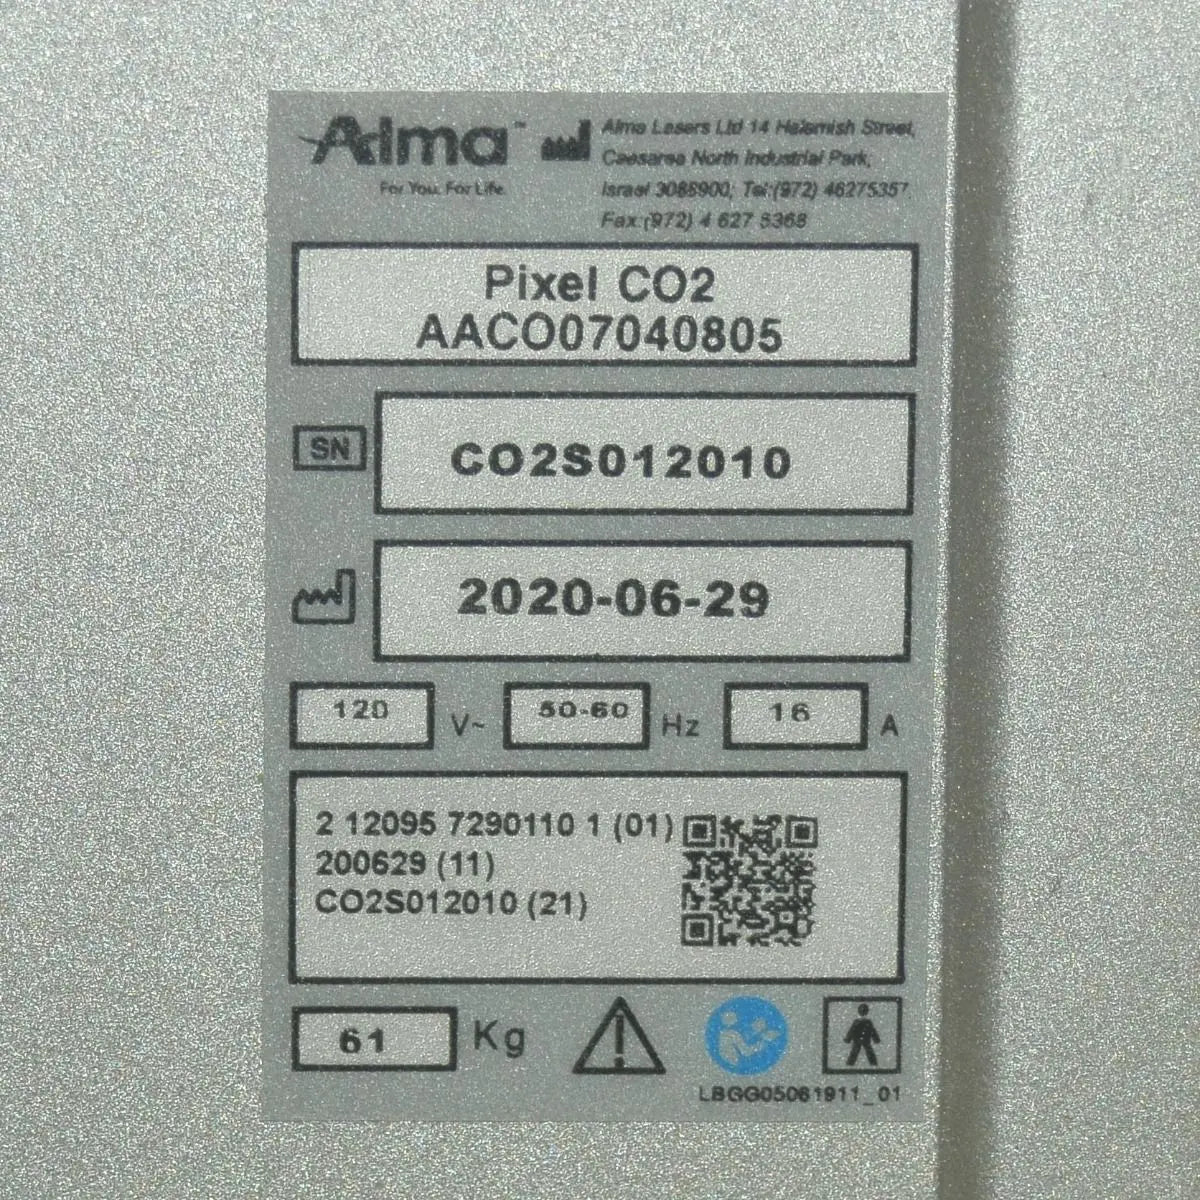 Alma™
For You. For Life.
Alma Lasers Ltd 14 Halamish Street,
Caesarea North Industrial Park,
Israel 3088900; Tel:(972) 46275357
Fax:(972) 4 627 5368
Pixel CO2
AACO07040805
SN
CO2S012010
2020-06-29
120 V~ 50-60 Hz 16 A
2 12095 7290110 1 (01)
200629 (11)
CO2S012010 (21)
61 Kg
LBGG05061911_01